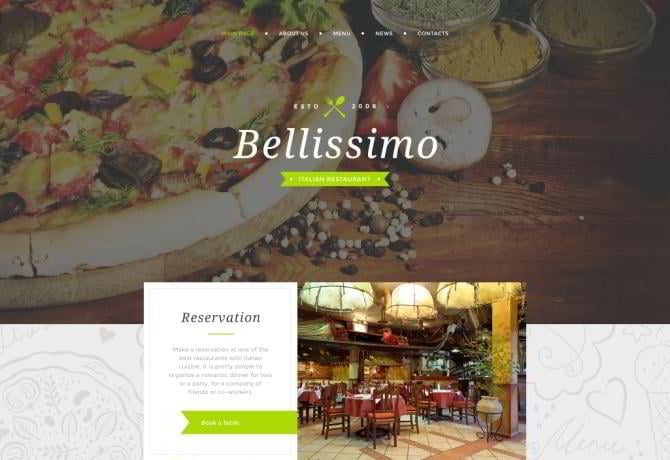 MAIN PAGE • ABOUT US • MENU • NEWS • CONTACTS
ESTD 2008
Bellissimo
ITALIAN RESTAURANT
Reservation
Make a reservation at one of the
best restaurants with Italian
cuisine. It is pretty simple to
organize a romantic dinner for two
or a party, for a company of
friends or co-workers.
Book a Table
Menu